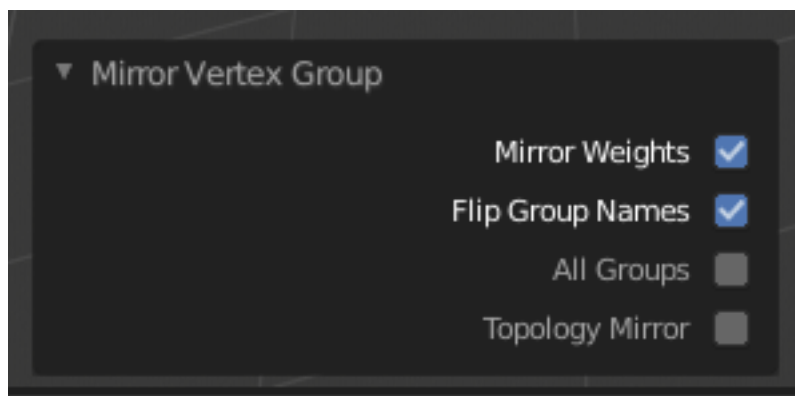 Mirror Vertex Group
Mirror Weights
Flip Group Names
All Groups
Topology Mirror